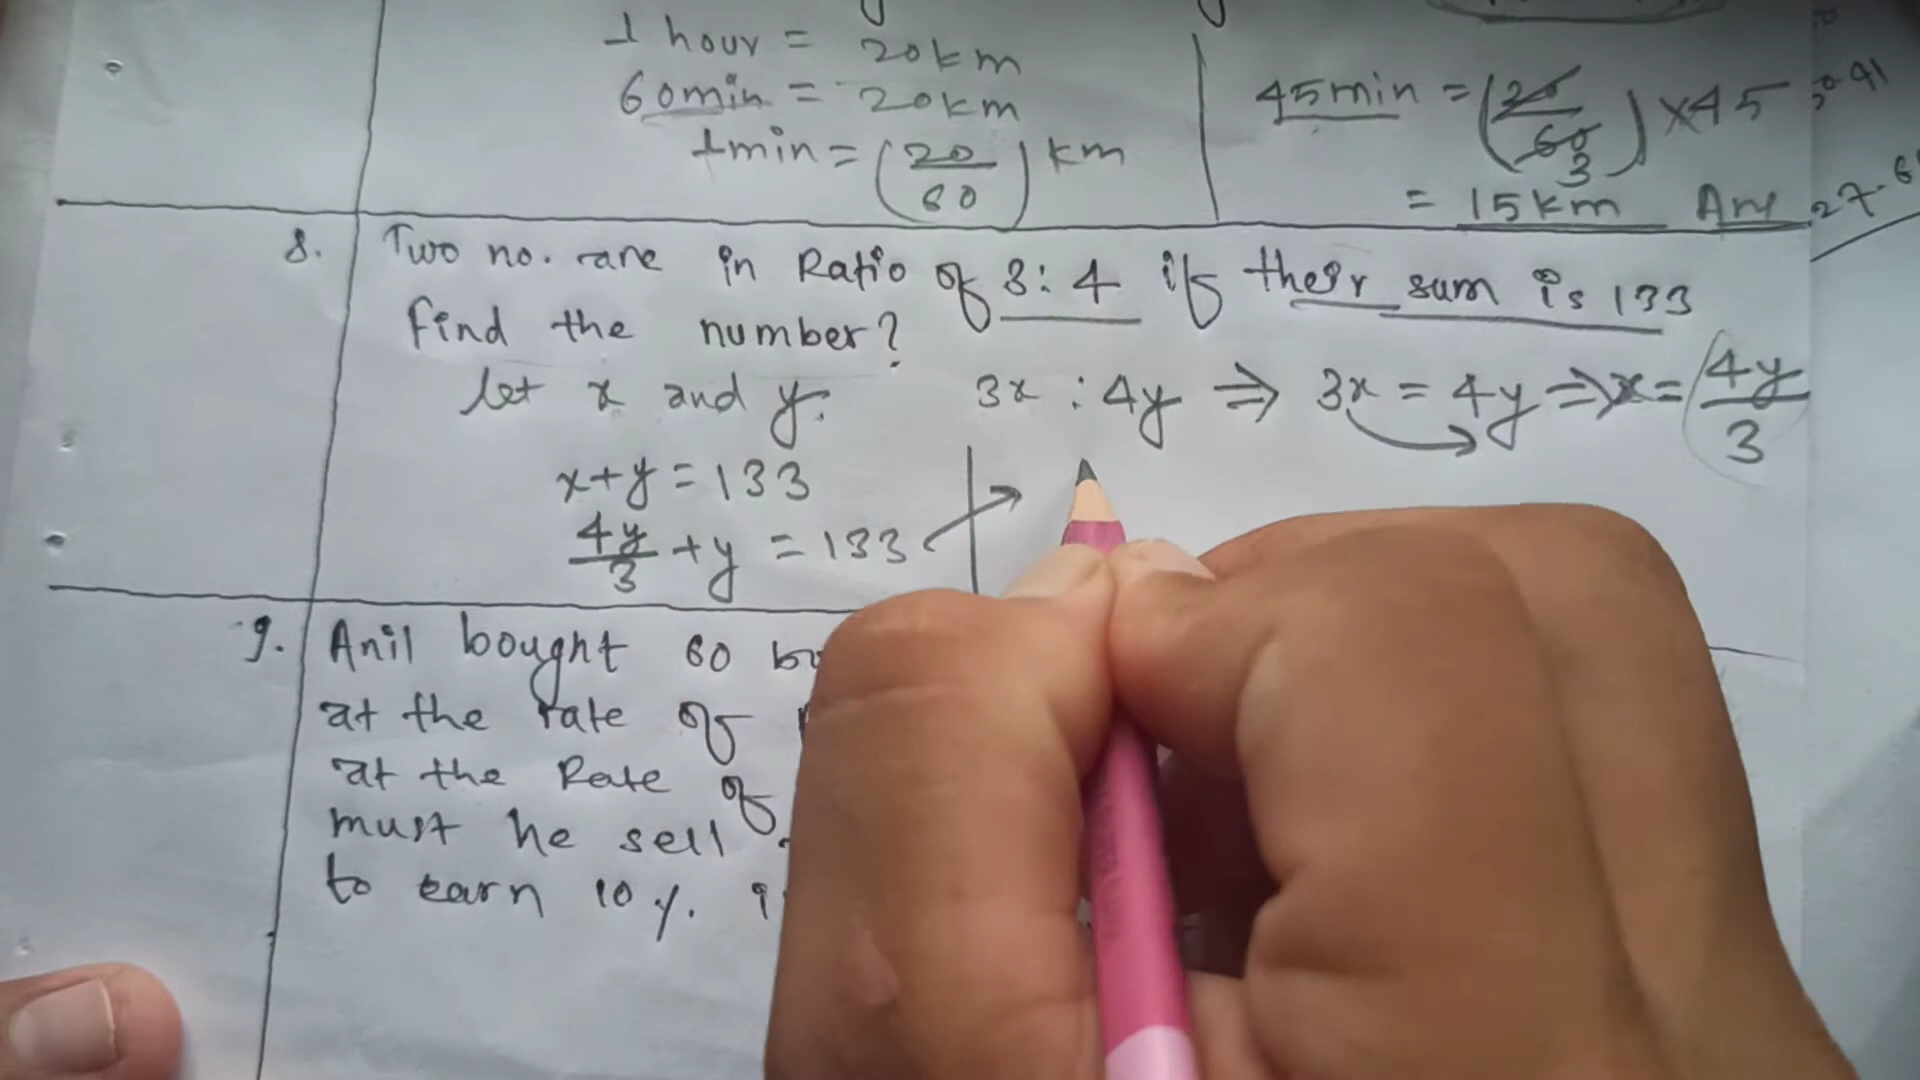 1 hour = 20km
60min = 20km
1min = (20/60) km
45min = (20/60 3) x45
= 15km Ans
8. Two no. are in Ratio of 3:4 if their sum is 133
find the number?
let x and y. 3x : 4y ⇒ 3x = 4y ⇒ x = 4y/3
x+y = 133
4y/3 + y = 133
9. Anil bought 60
at the rate of
at the Rate of
must he sell
to earn 10%.